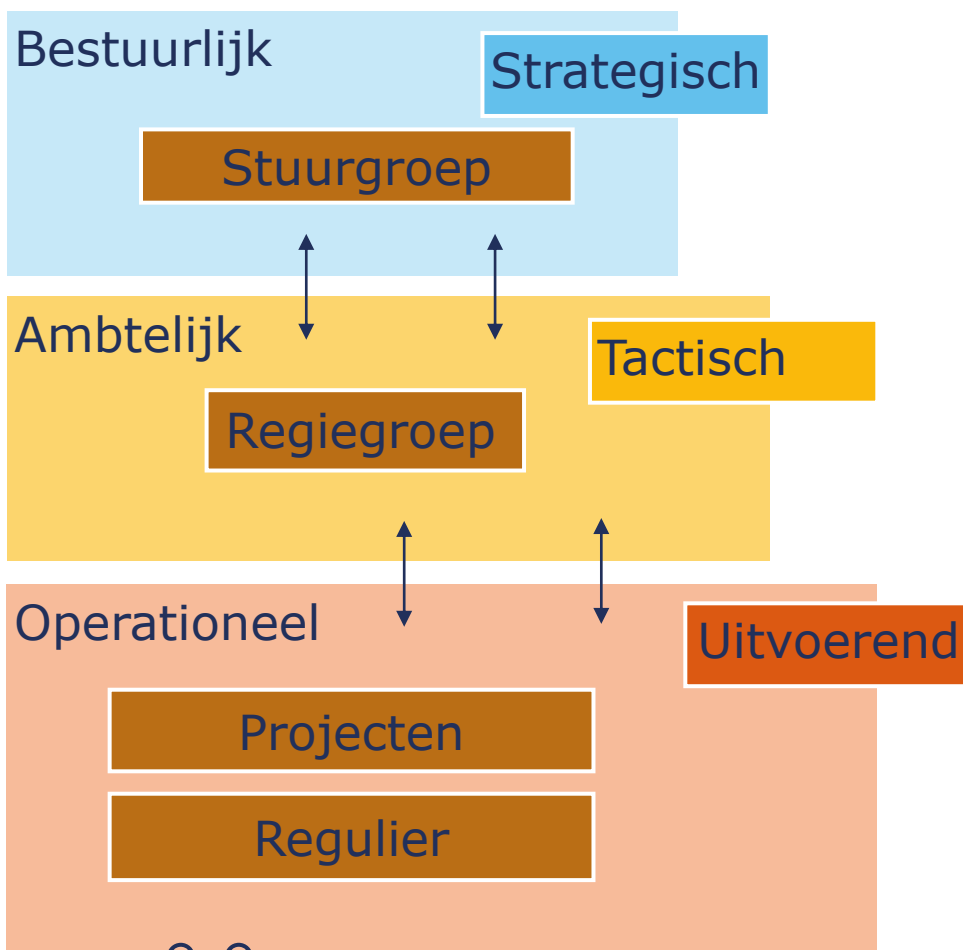 Bestuurlijk
Strategisch
Stuurgroep
Ambtelijk
Tactisch
Regiegroep
Operationeel
Uitvoerend
Projecten
Regulier